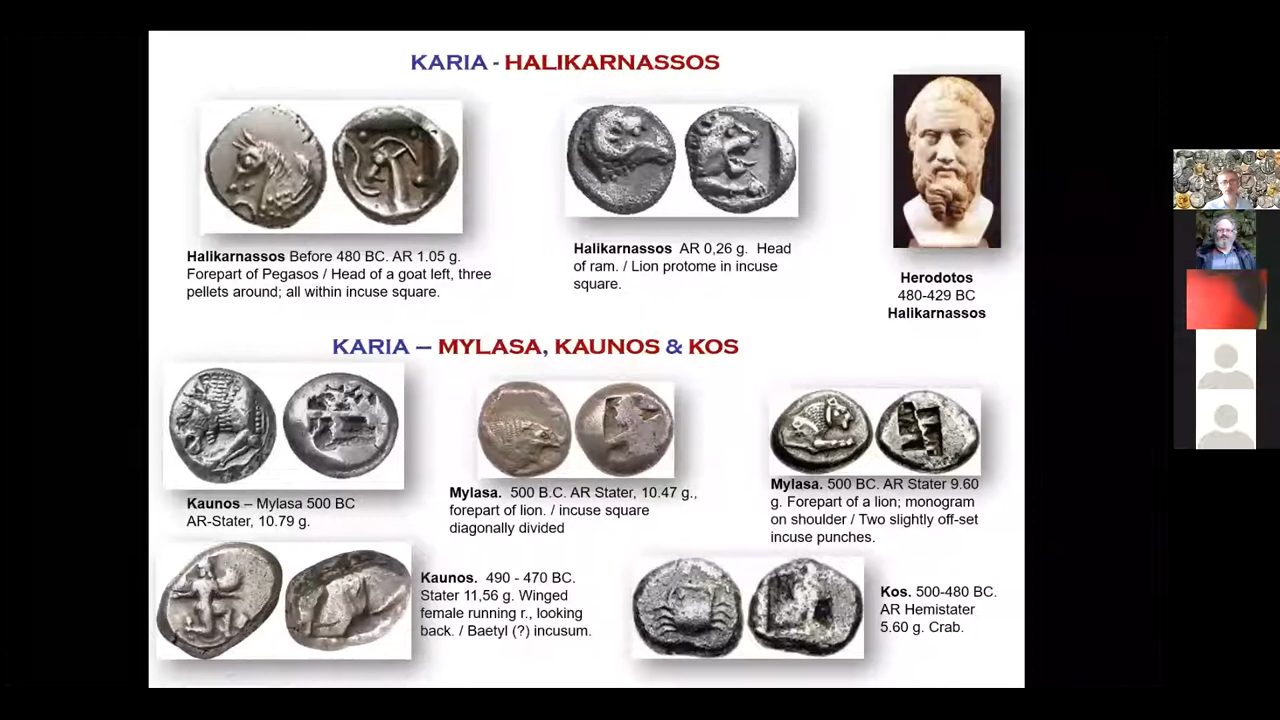 KARIA - HALIKARNASSOS
Halikarnassos Before 480 BC. AR 1.05 g.
Forepart of Pegasos / Head of a goat left, three
pellets around; all within incuse square.
Halikarnassos AR 0,26 g. Head
of ram. / Lion protome in incuse
square.
Herodotos
480-429 BC
Halikarnassos
KARIA – MYLASA, KAUNOS & KOS
Kaunos – Mylasa 500 BC
AR-Stater, 10.79 g.
Mylasa. 500 B.C. AR Stater, 10.47 g.,
forepart of lion. / incuse square
diagonally divided
Mylasa. 500 BC. AR Stater 9.60
g. Forepart of a lion; monogram
on shoulder / Two slightly off-set
incuse punches.
Kaunos. 490 - 470 BC.
Stater 11,56 g. Winged
female running r., looking
back. / Baetyl (?) incusum.
Kos. 500-480 BC.
AR Hemistater
5.60 g. Crab.